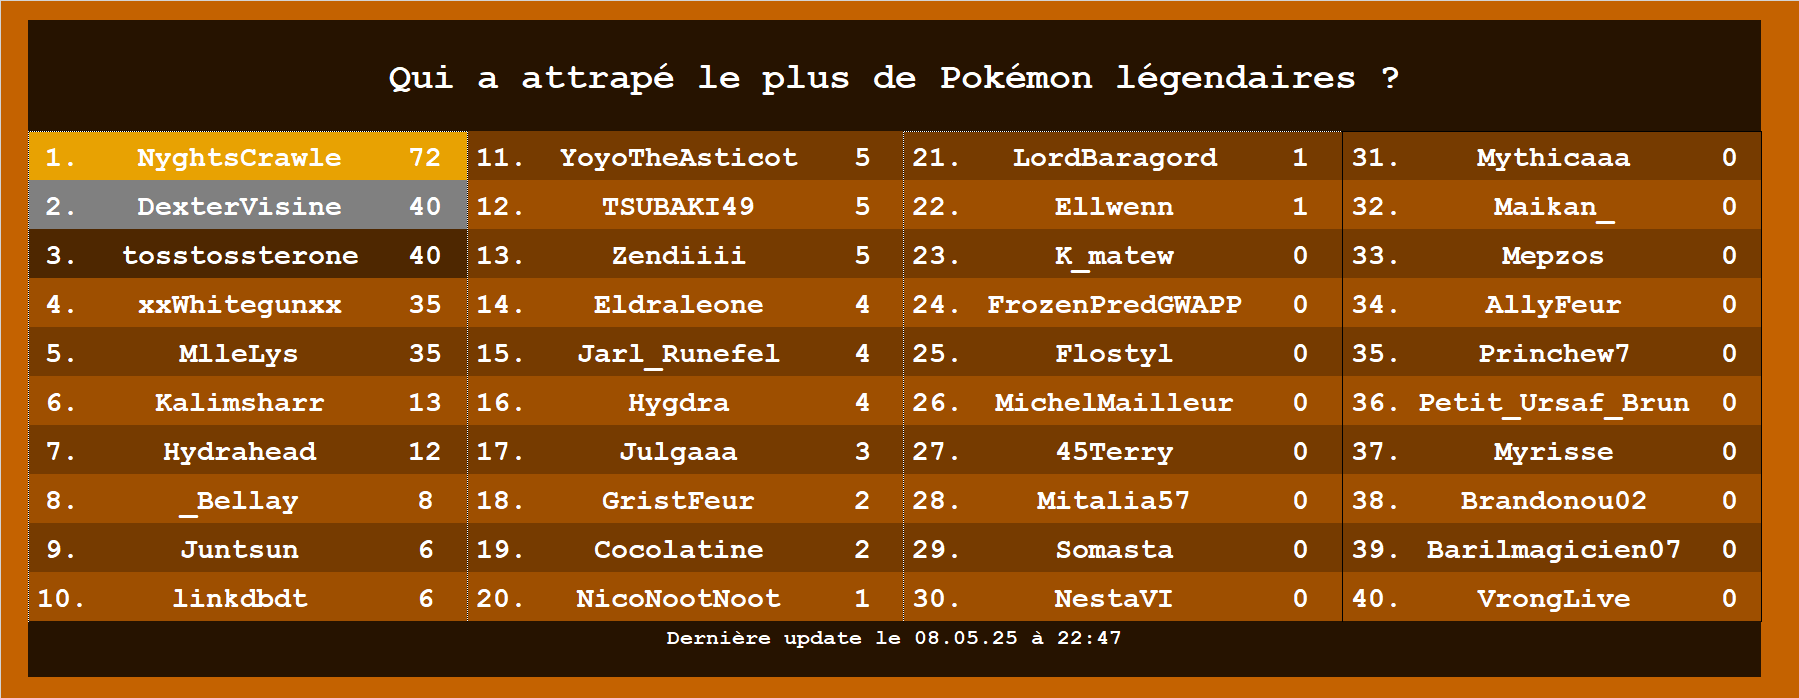 Qui a attrapé le plus de Pokémon légendaires ?
1. NyghtsCrawle 72
2. DexterVisine 40
3. tosstossterone 40
4. xxWhitegunxx 35
5. MlleLys 35
6. Kalimsharr 13
7. Hydrahead 12
8. _Bellay 8
9. Juntsun 6
10. linkdbdt 6
11. YoyoTheAsticot 5
12. TSUBAKI49 5
13. Zendiiii 5
14. Eldraleone 4
15. Jarl_Runefel 4
16. Hygdra 4
17. Julgaaa 3
18. GristFeur 2
19. Cocolatine 2
20. NicoNootNoot 1
21. LordBaragord 1
22. Ellwenn 1
23. K_matew 0
24. FrozenPredGWAPP 0
25. Flostyl 0
26. MichelMailleur 0
27. 45Terry 0
28. Mitalia57 0
29. Somasta 0
30. NestaVI 0
31. Mythicaaa 0
32. Maikan_ 0
33. Mepzos 0
34. AllyFeur 0
35. Princhew7 0
36. Petit_Ursaf_Brun 0
37. Myrisse 0
38. Brandonou02 0
39. Barilmagicien07 0
40. VrongLive 0
Dernière update le 08.05.25 à 22:47